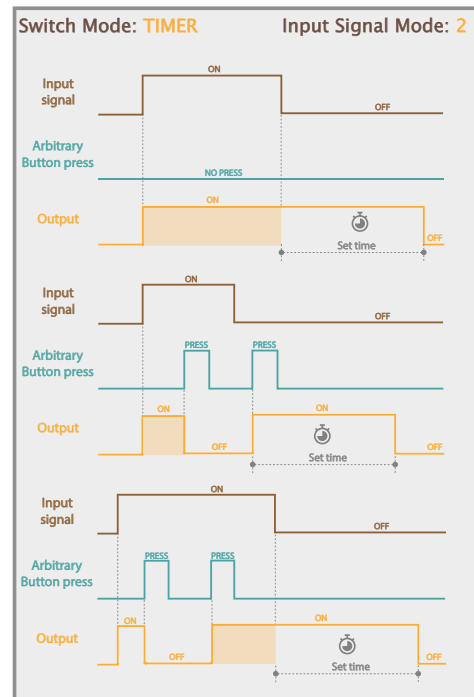 Switch Mode: TIMER Input Signal Mode: 2
ON
Input
signal
OFF
Arbitrary
Button press
NO PRESS
ON
Output
Set time
OFF
ON
Input
signal
OFF
PRESS PRESS
Arbitrary
Button press
ON ON
Output
OFF
Set time
OFF
ON
Input
signal
OFF
PRESS PRESS
Arbitrary
Button press
ON ON
Output
OFF
Set time
OFF